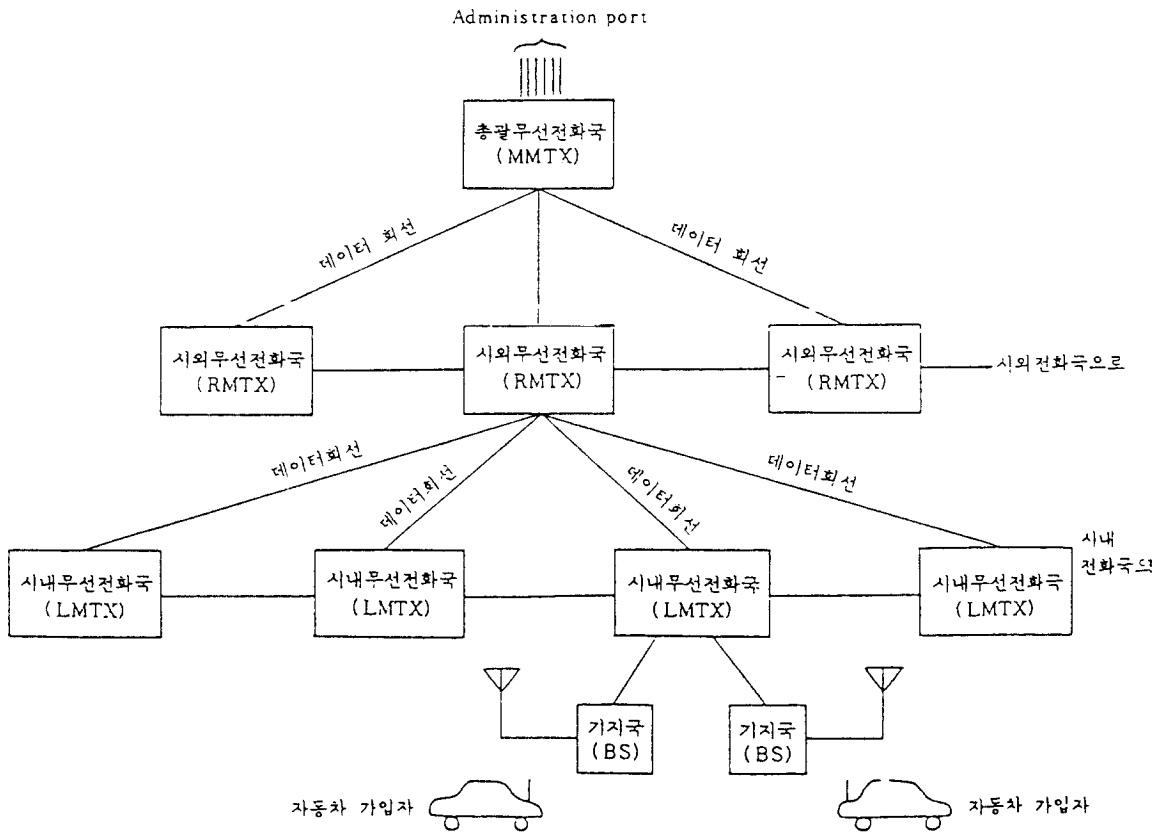 Administration port
총괄무선전화국
(MMTX)
데이터 회선
데이터 회선
시외무선전화국
(RMTX)
시외무선전화국
(RMTX)
시외무선전화국
(RMTX)
시외전화국으로
데이터회선
데이터회선
데이터회선
데이터회선
시내무선전화국
(LMTX)
시내무선전화국
(LMTX)
시내무선전화국
(LMTX)
시내무선전화국
(LMTX)
시내
기지국
(BS)
기지국
(BS)
자동차 가입자
자동차 가입자